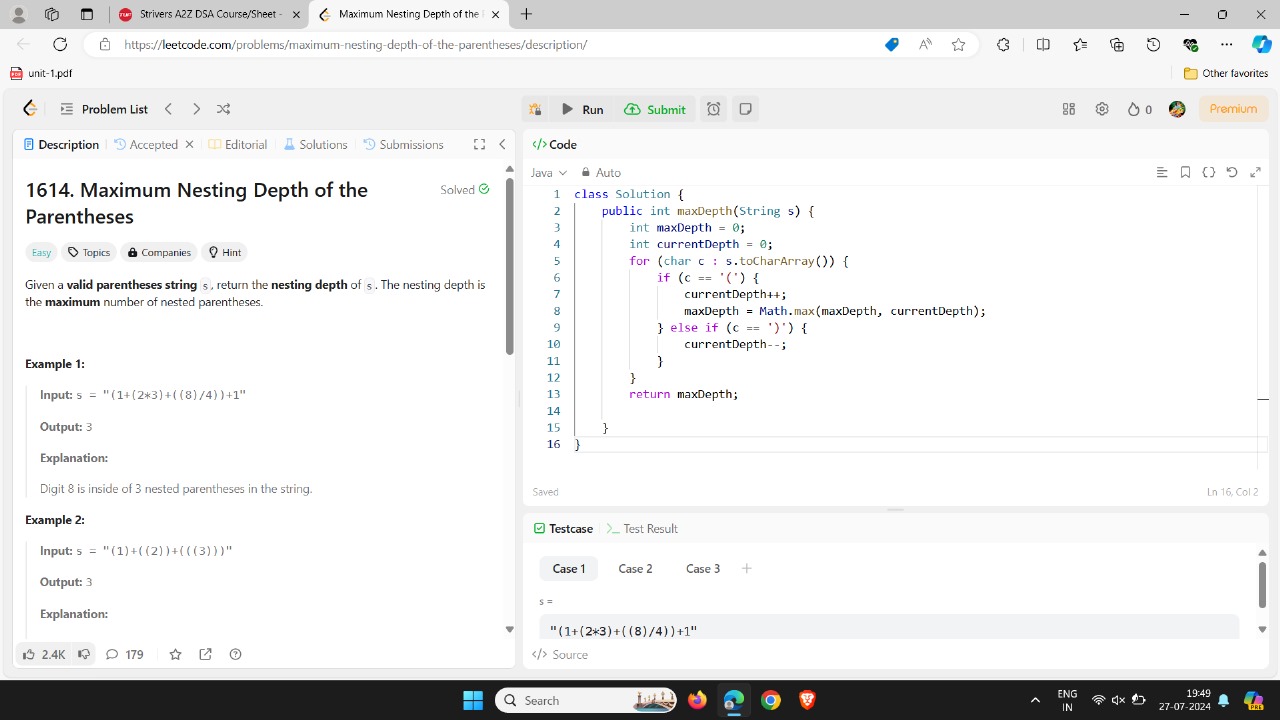 Strivers A2Z DSA Course/Sheet -
Maximum Nesting Depth of the
https://leetcode.com/problems/maximum-nesting-depth-of-the-parentheses/description/
unit-1.pdf
Other favorites
Problem List
Run
Submit
0
Premium
Description
Accepted
Editorial
Solutions
Submissions
1614. Maximum Nesting Depth of the
Parentheses
Solved
Easy
Topics
Companies
Hint
Given a valid parentheses string s, return the nesting depth of s. The nesting depth is
the maximum number of nested parentheses.
Example 1:
Input: s = "(1+(2*3)+((8)/4))+1"
Output: 3
Explanation:
Digit 8 is inside of 3 nested parentheses in the string.
Example 2:
Input: s = "(1)+((2))+(((3)))"
Output: 3
Explanation:
2.4K
179
</> Code
Java
Auto
1 class Solution {
2 public int maxDepth(String s) {
3 int maxDepth = 0;
4 int currentDepth = 0;
5 for (char c : s.toCharArray()) {
6 if (c == '(') {
7 currentDepth++;
8 maxDepth = Math.max(maxDepth, currentDepth);
9 } else if (c == ')') {
10 currentDepth--;
11 }
12 }
13 return maxDepth;
14
15 }
16 }
Saved
Ln 16, Col 2
Testcase
>_ Test Result
Case 1
Case 2
Case 3
+
s =
"(1+(2*3)+((8)/4))+1"
</> Source
Search
ENG
IN
19:49
27-07-2024